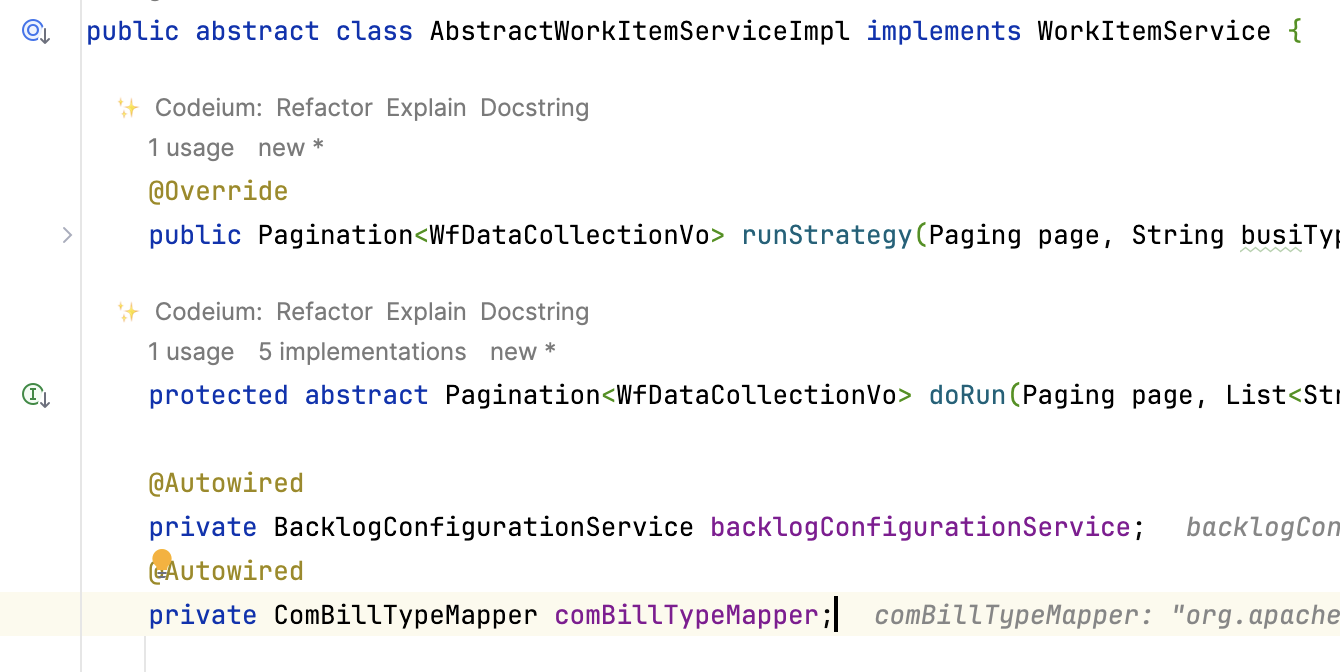 public abstract class AbstractWorkItemServiceImpl implements WorkItemService {
Codeium: Refactor Explain Docstring
1 usage new *
@Override
public Pagination<WfDataCollectionVo> runStrategy(Paging page, String busiTyp
Codeium: Refactor Explain Docstring
1 usage 5 implementations new *
protected abstract Pagination<WfDataCollectionVo> doRun(Paging page, List<Str
@Autowired
private BacklogConfigurationService backlogConfigurationService; backlogCon
@Autowired
private ComBillTypeMapper comBillTypeMapper; comBillTypeMapper: "org.apache